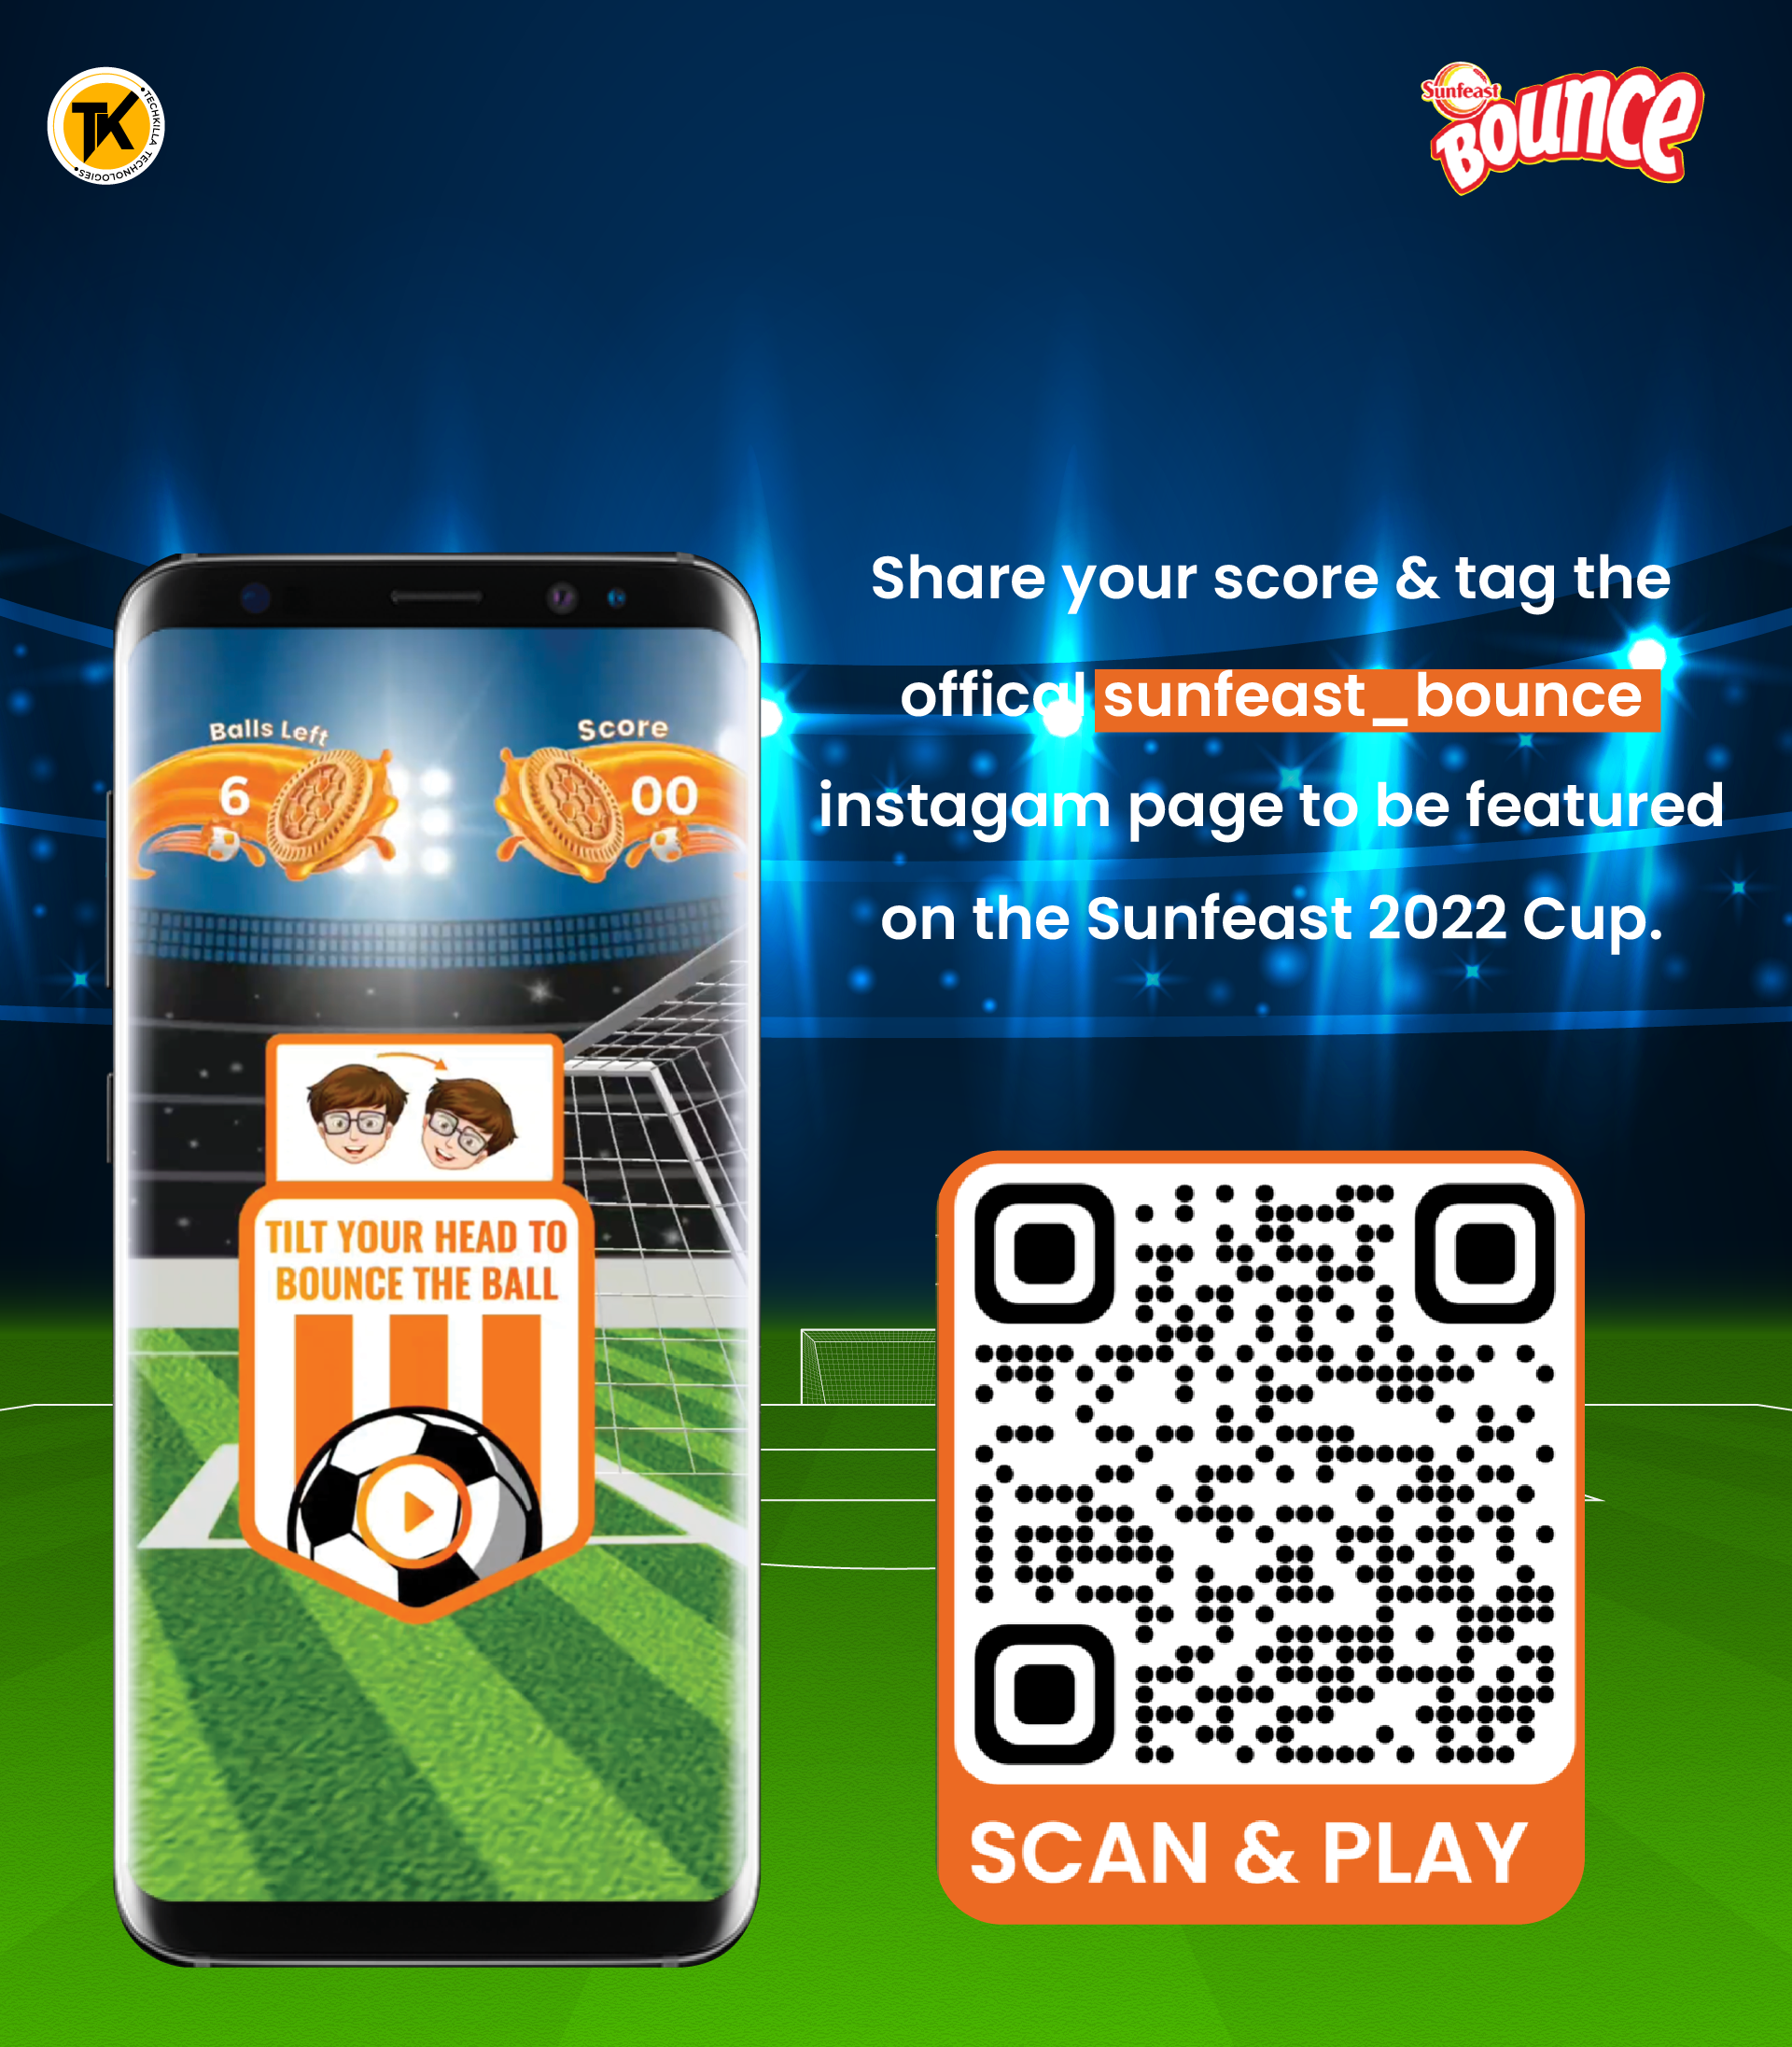 TK
TECHKILLA TECHNOLOGIES
Sunfeast
BOUNCE
Share your score & tag the
offical sunfeast_bounce
instagam page to be featured
on the Sunfeast 2022 Cup.
Balls Left
6
Score
00
TILT YOUR HEAD TO
BOUNCE THE BALL
SCAN & PLAY